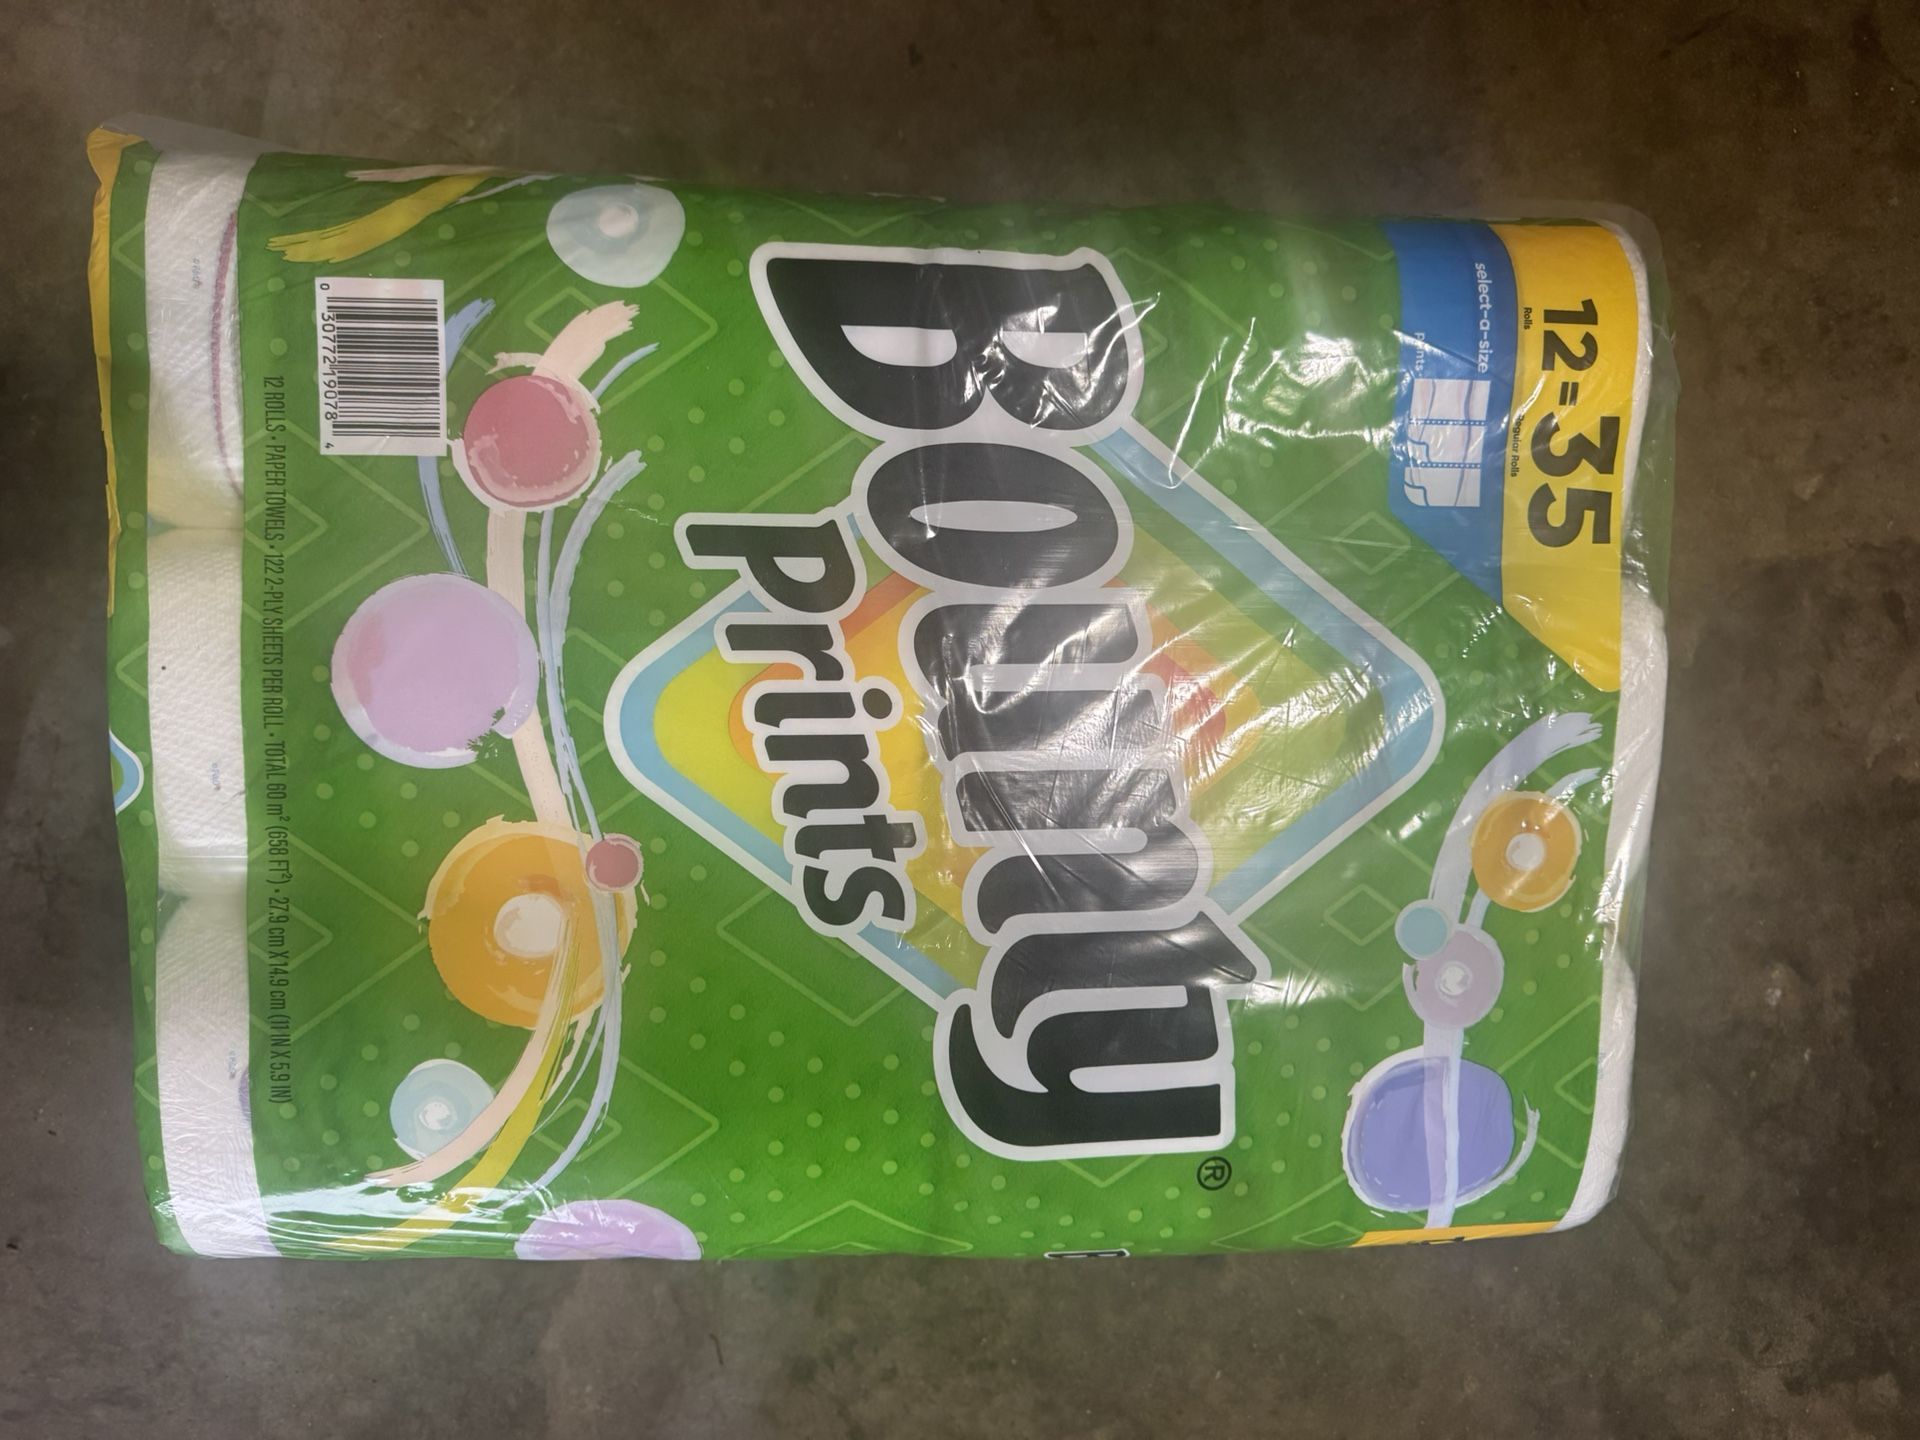 12=35
Rolls Regular Rolls
select-a-size
prints
Bounty®
prints
0 30772 19078 4
12 ROLLS • PAPER TOWELS • 122 2-PLY SHEETS PER ROLL • TOTAL 60 m² (658 FT²) • 27.9 cm X 14.9 cm (11 IN X 5.9 IN)